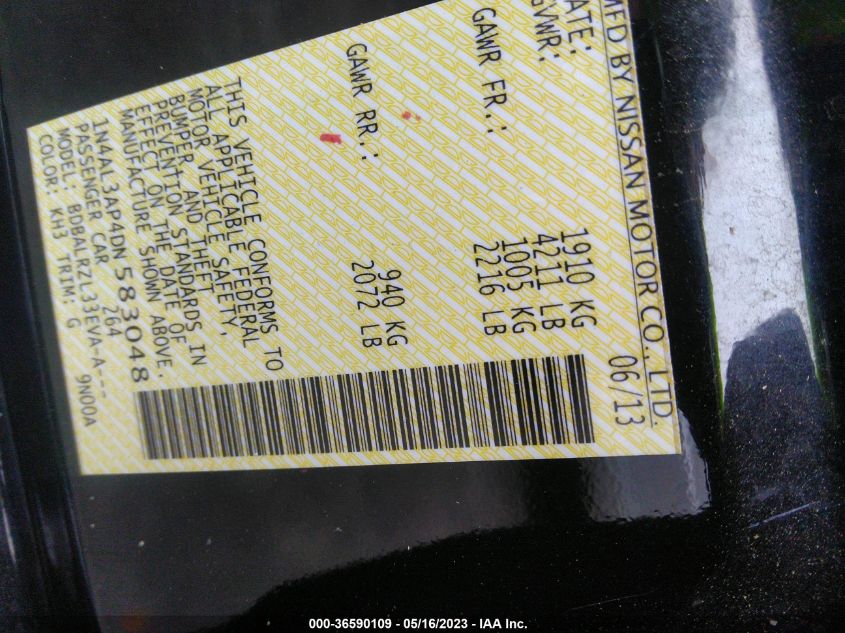 MFD BY NISSAN MOTOR CO., LTD.
ATE: 06/13
GVWR: 1910 KG
4211 LB
GAWR FR.: 1005 KG
2216 LB
GAWR RR.: 940 KG
2072 LB
THIS VEHICLE CONFORMS TO
ALL APPLICABLE FEDERAL
MOTOR VEHICLE SAFETY,
BUMPER AND THEFT
PREVENTION STANDARDS IN
EFFECT ON THE DATE OF
MANUFACTURE SHOWN ABOVE.
1N4AL3AP4DN583048
PASSENGER CAR 264
MODEL: BDBALRZL33EVA-A---
COLOR: KH3 TRIM: G 9N00A
000-36590109 - 05/16/2023 - IAA Inc.